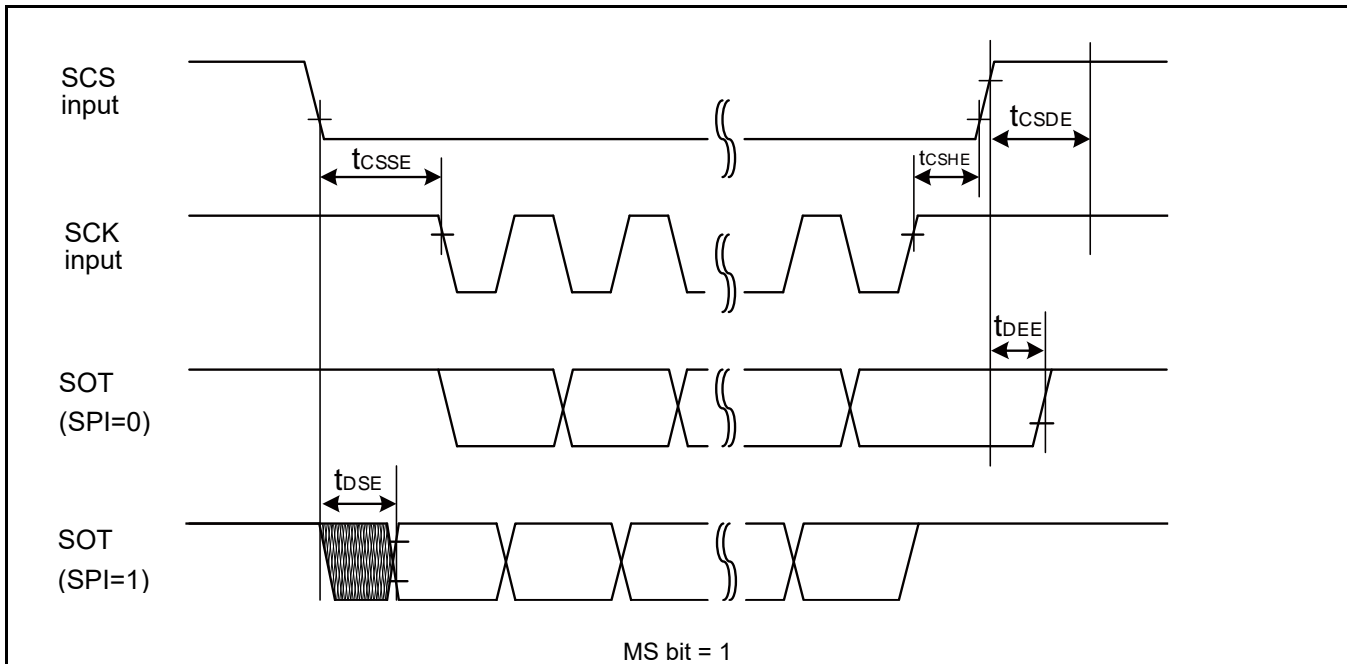 SCS
input
tCSDE
tCSSE
tCSHE
SCK
input
tDEE
SOT
(SPI=0)
tDSE
SOT
(SPI=1)
MS bit = 1